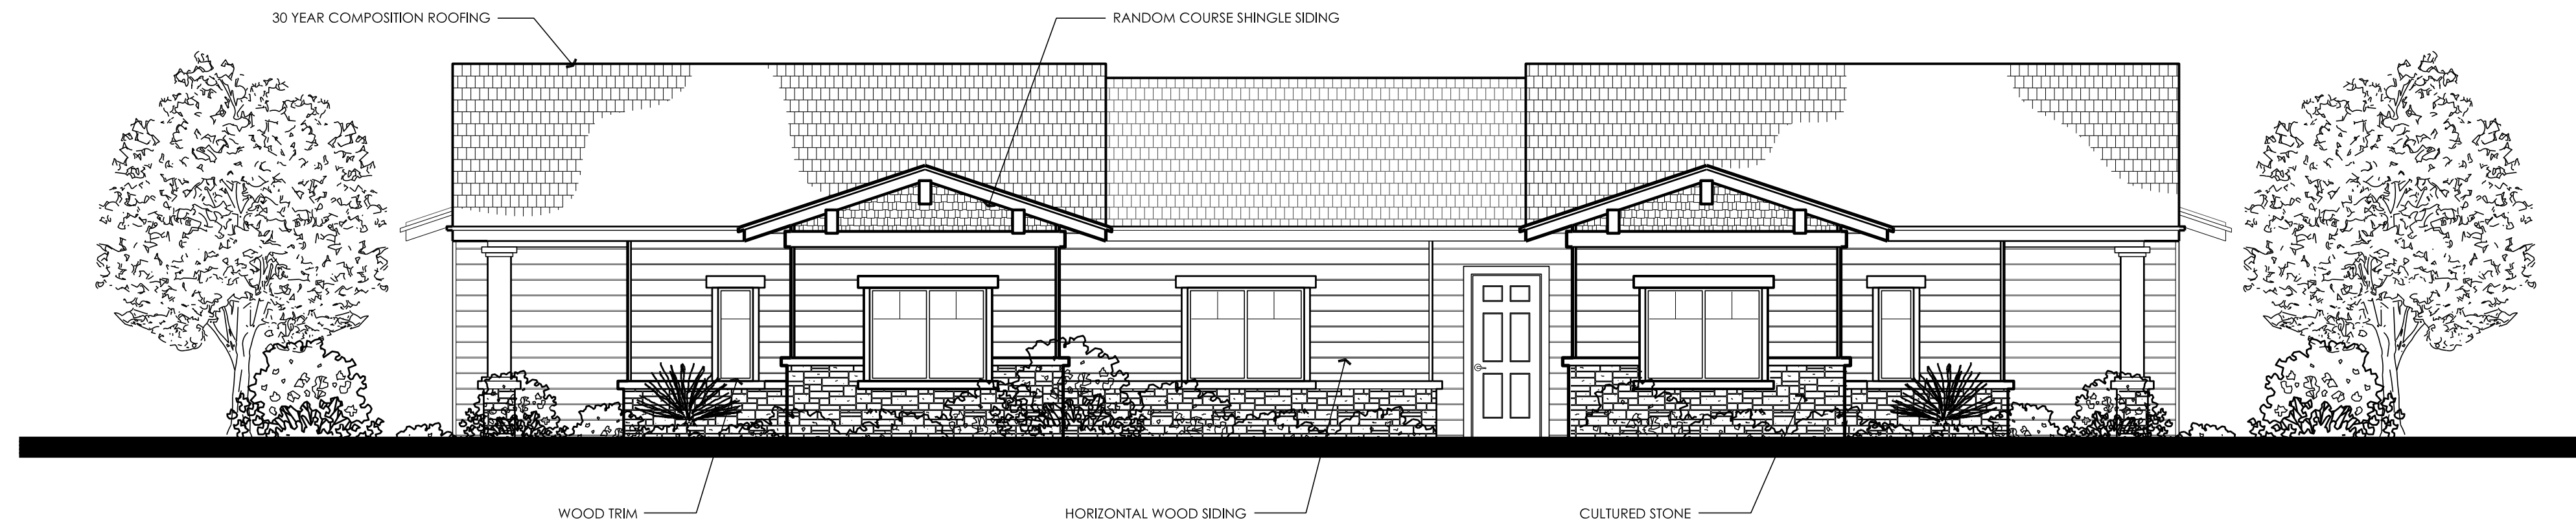 30 YEAR COMPOSITION ROOFING
RANDOM COURSE SHINGLE SIDING
WOOD TRIM
HORIZONTAL WOOD SIDING
CULTURED STONE